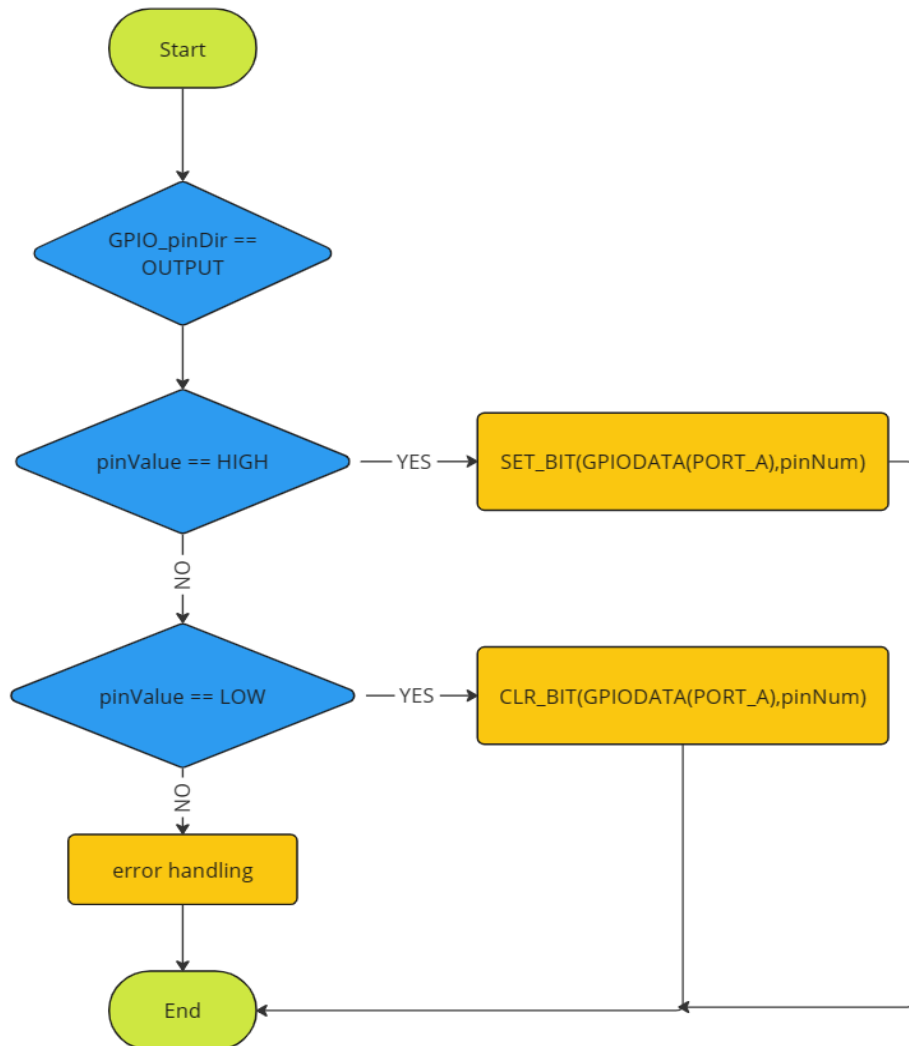 Start
GPIO_pinDir ==
OUTPUT
pinValue == HIGH
YES
SET_BIT(GPIODATA(PORT_A),pinNum)
NO
pinValue == LOW
YES
CLR_BIT(GPIODATA(PORT_A),pinNum)
NO
error handling
End